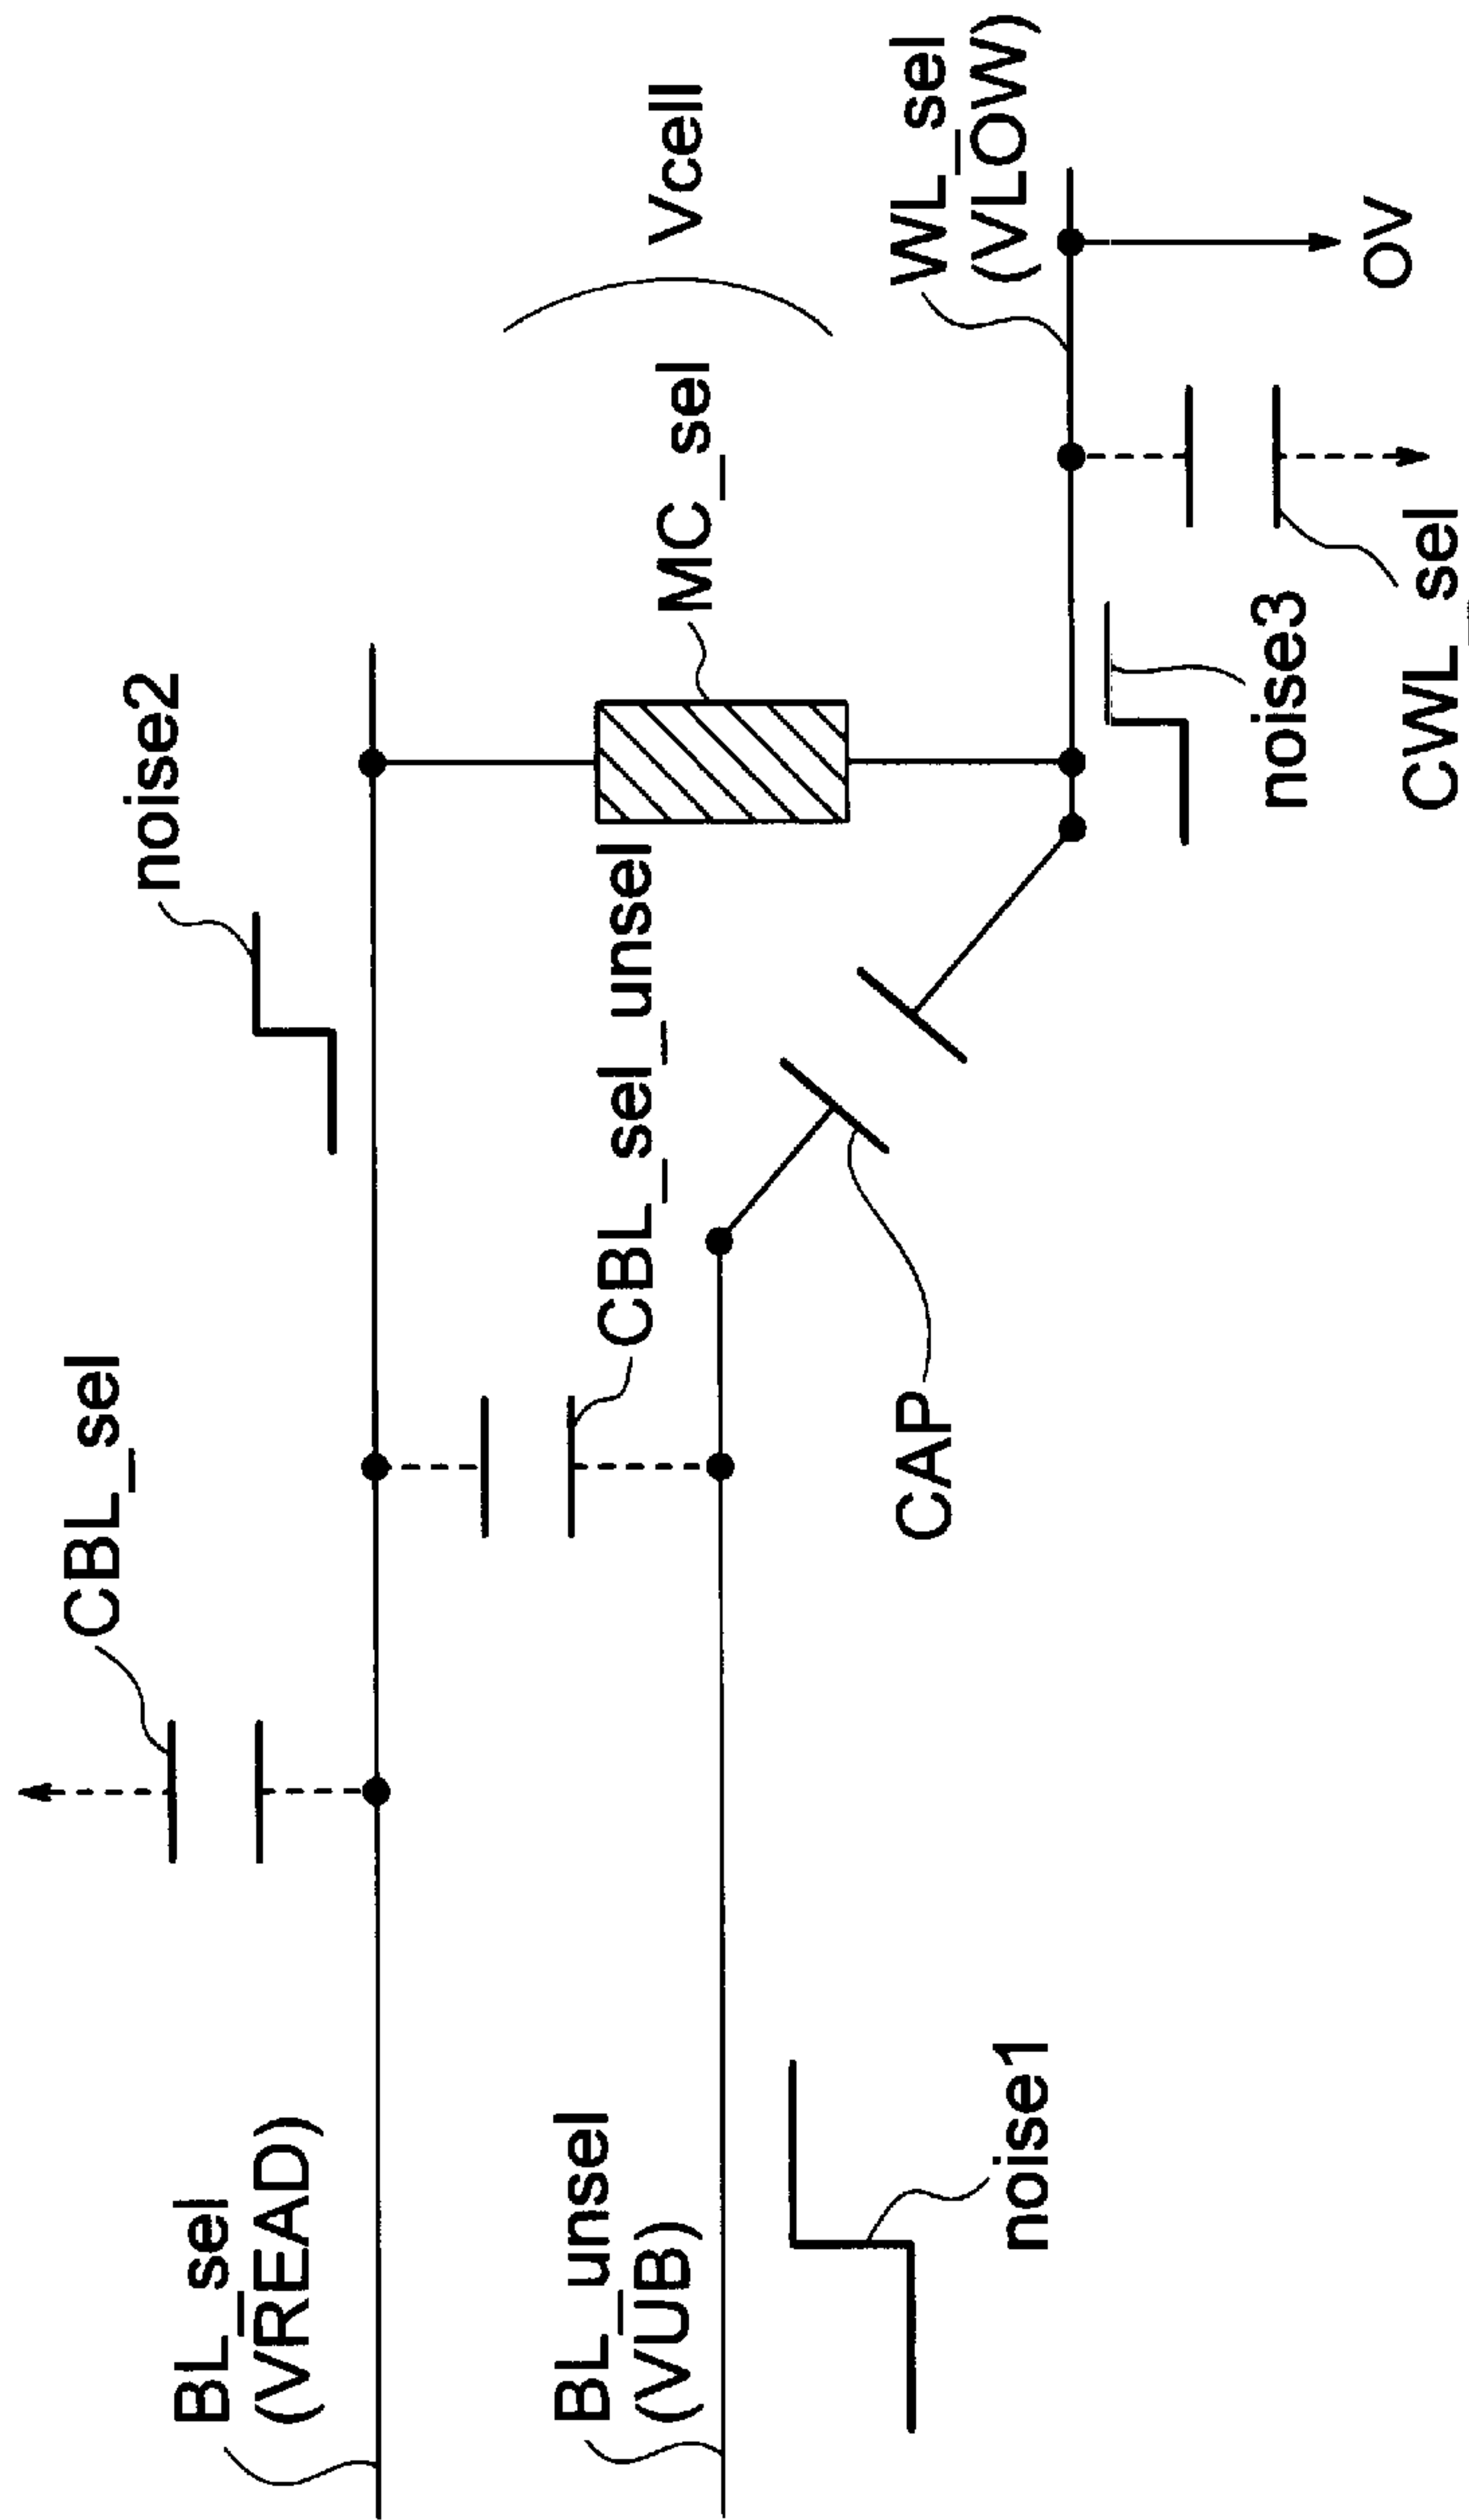 CBL_sel
noise2
BL_sel
(VREAD)
CBL_sel_unsel
MC_sel
Vcell
BL_unsel
(VUB)
CAP
WL_sel
(VLOW)
noise1
noise3
0V
CWL_sel